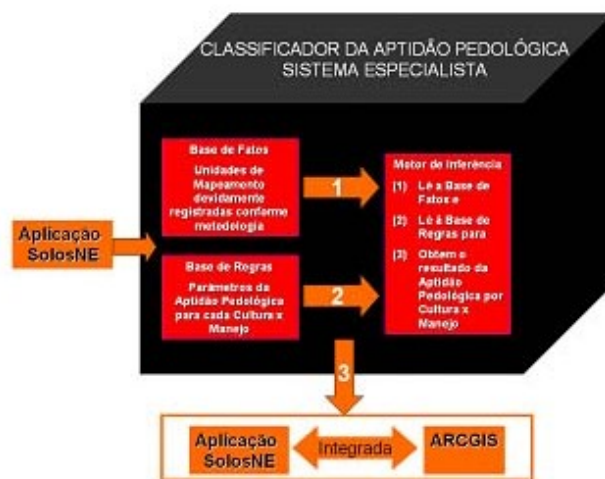 CLASSIFICADOR DA APTIDÃO PEDOLÓGICA
SISTEMA ESPECIALISTA
Base de Fatos
Unidades de
Mapeamento
devidamente
registradas conforme
metodologia
1
Motor de Inferência
(1) Lê a Base de
Fatos e
(2) Lê à Base de
Regras para
(3) Obtem o
resultado da
Aptidão
Pedológica por
Cultura x
Manejo
Aplicação
SolosNE
Base de Regras
Parâmetros da
Aptidão Pedológica
para cada Cultura x
Manejo
2
3
Aplicação
SolosNE
Integrada
ARCGIS